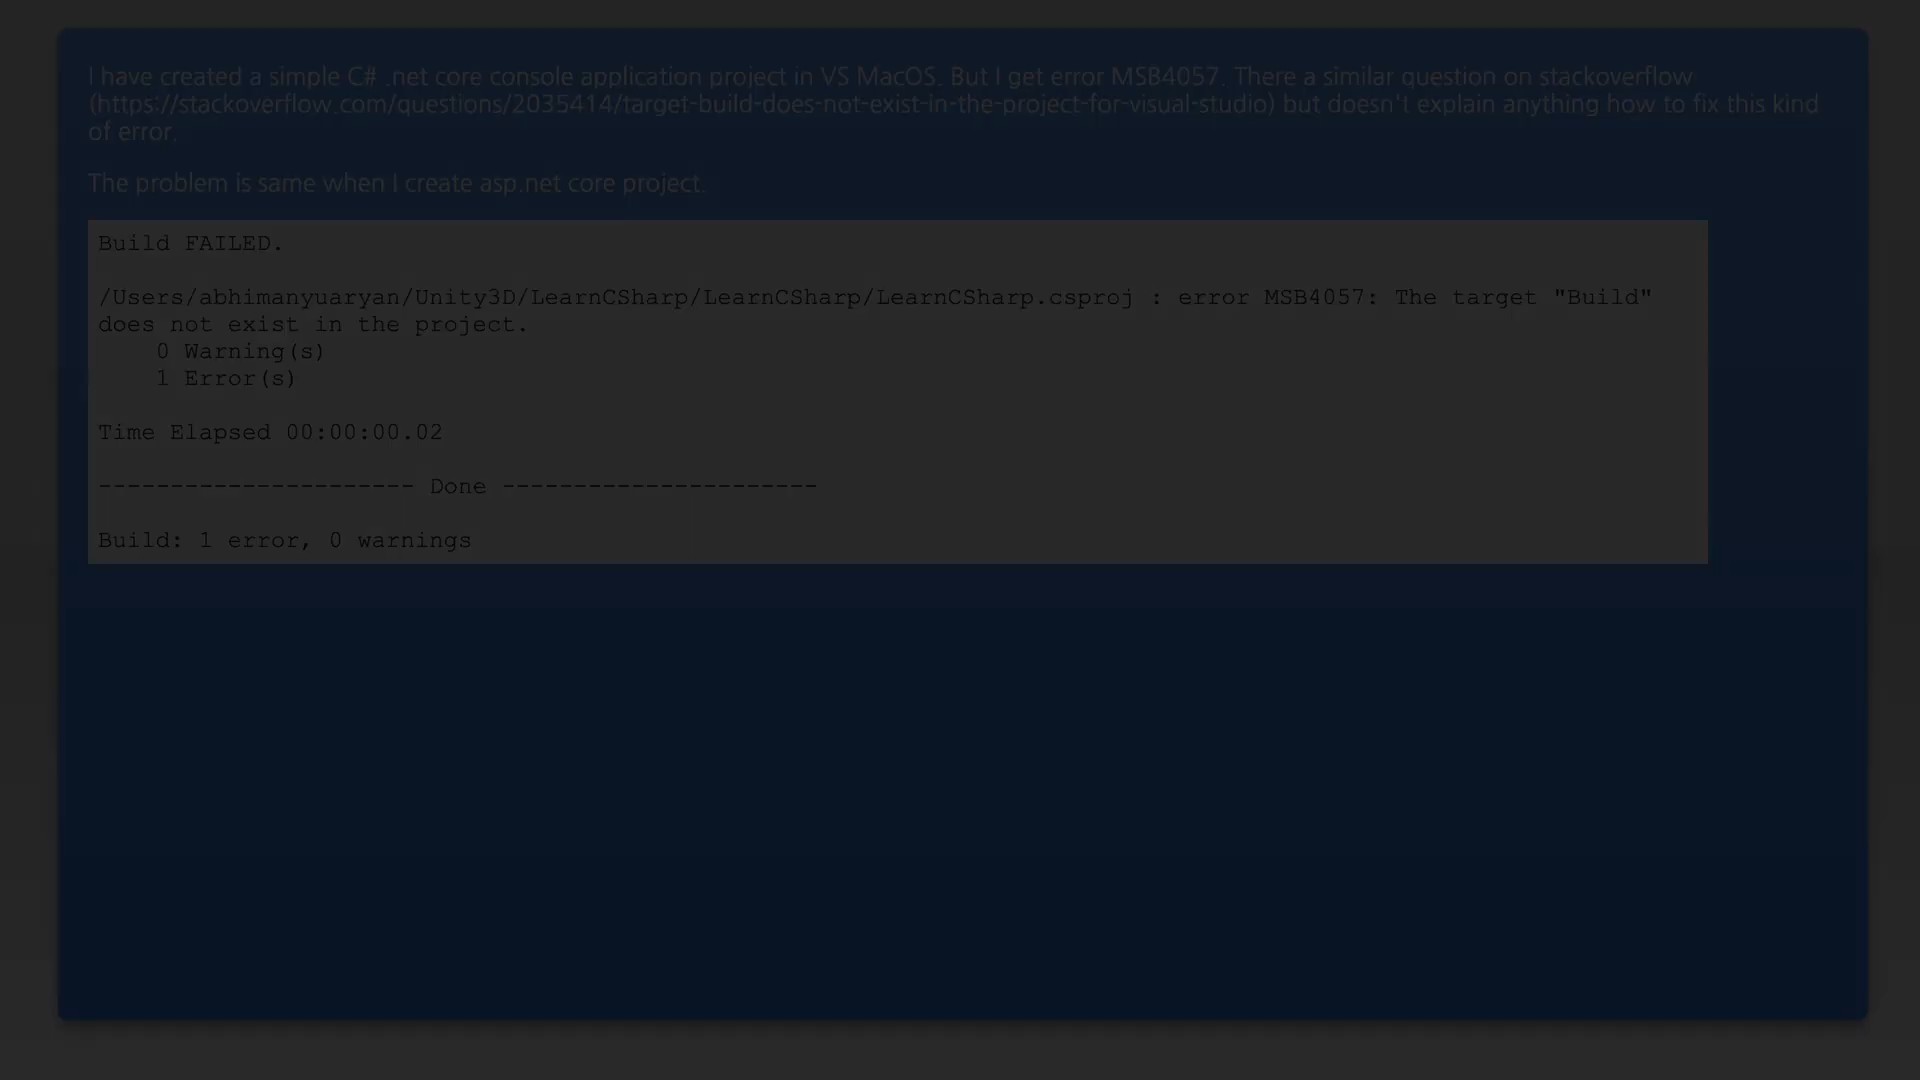 I have created a simple C# .net core console application project in VS MacOS. But I get error MSB4057. There a similar question on stackoverflow
(https://stackoverflow.com/questions/2035414/target-build-does-not-exist-in-the-project-for-visual-studio) but doesn't explain anything how to fix this kind
of error.
The problem is same when I create asp.net core project.
Build FAILED.
/Users/abhimanyuaryan/Unity3D/LearnCSharp/LearnCSharp/LearnCSharp.csproj : error MSB4057: The target "Build"
does not exist in the project.
0 Warning(s)
1 Error(s)
Time Elapsed 00:00:00.02
---------------------- Done ----------------------
Build: 1 error, 0 warnings